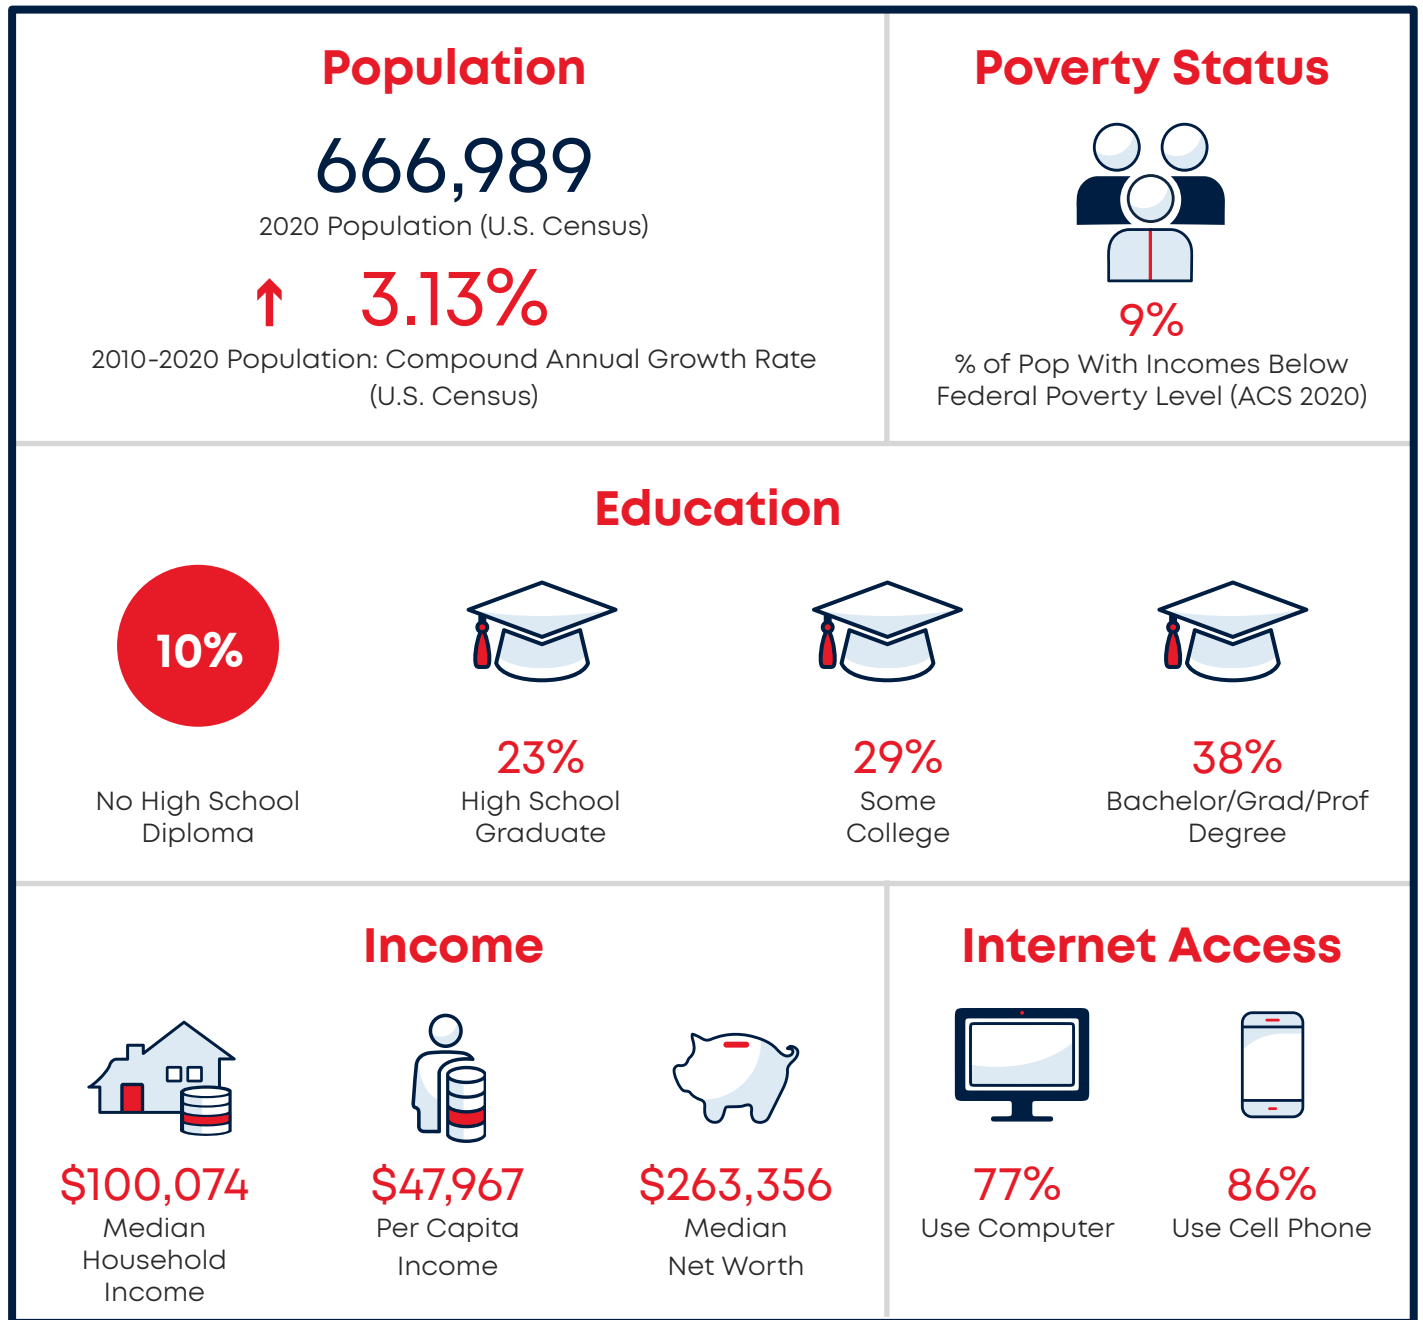 Population
666,989
2020 Population (U.S. Census)
↑ 3.13%
2010-2020 Population: Compound Annual Growth Rate
(U.S. Census)
Poverty Status
9%
% of Pop With Incomes Below
Federal Poverty Level (ACS 2020)
Education
10%
No High School
Diploma
23%
High School
Graduate
29%
Some
College
38%
Bachelor/Grad/Prof
Degree
Income
$100,074
Median
Household
Income
$47,967
Per Capita
Income
$263,356
Median
Net Worth
Internet Access
77%
Use Computer
86%
Use Cell Phone